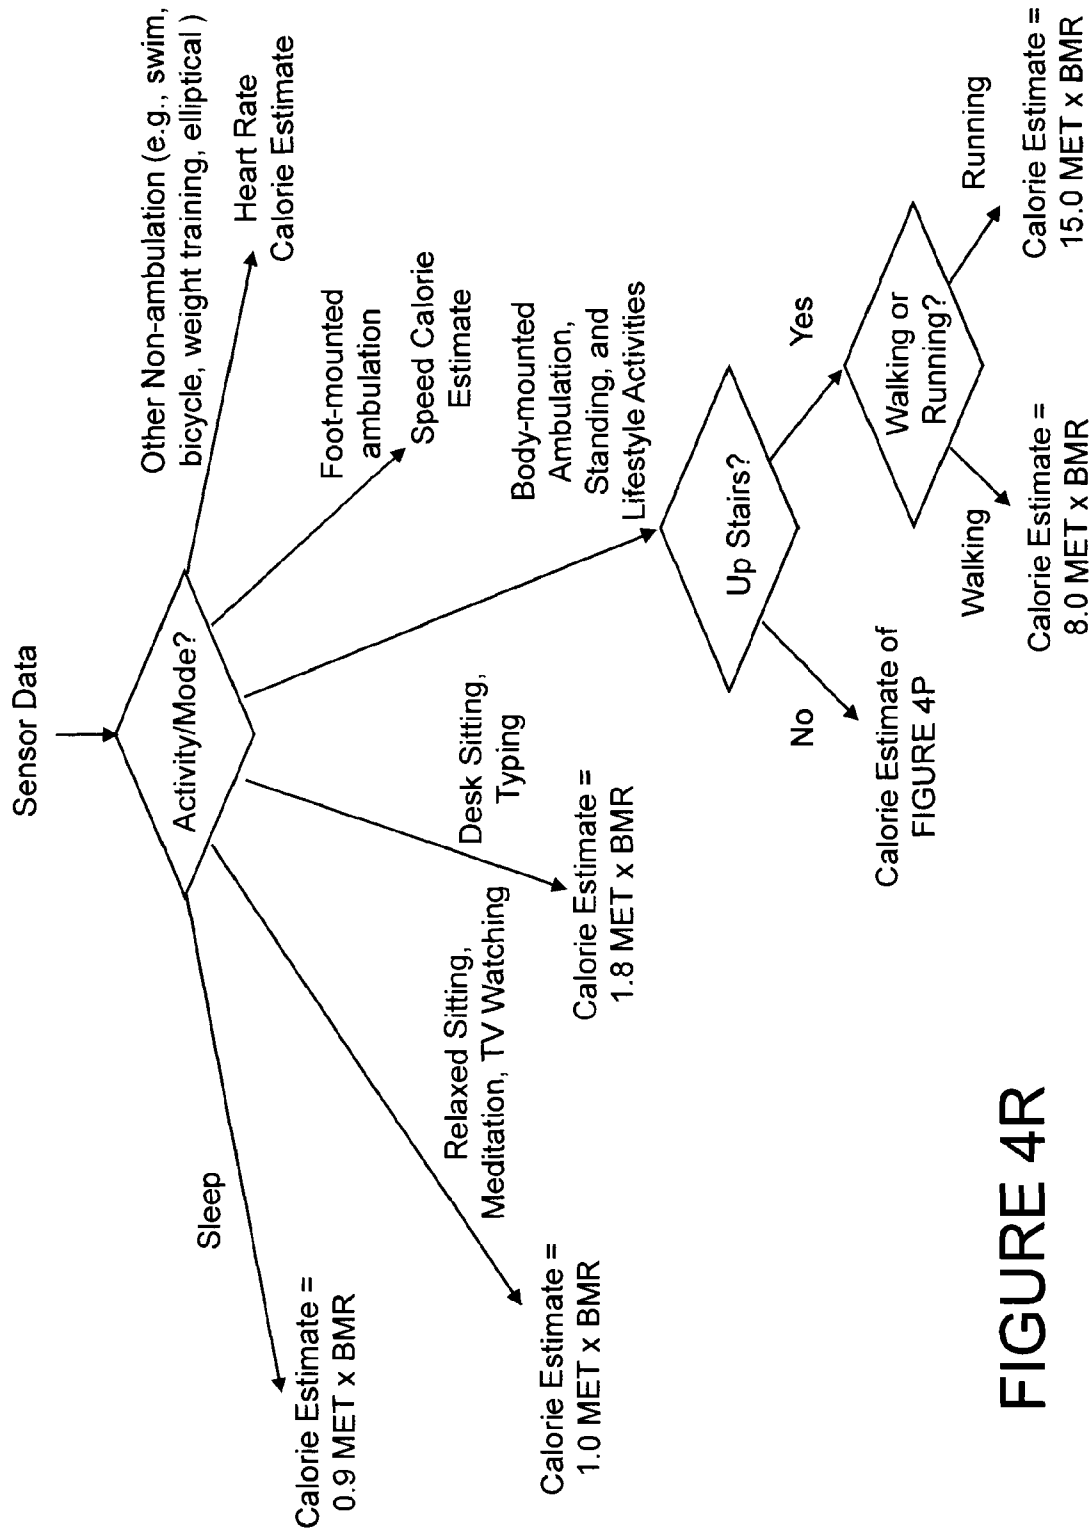 Sensor Data
Activity/Mode?
Sleep
Calorie Estimate =
0.9 MET x BMR
Relaxed Sitting,
Meditation, TV Watching
Calorie Estimate =
1.0 MET x BMR
Desk Sitting,
Typing
Calorie Estimate =
1.8 MET x BMR
Body-mounted
Ambulation,
Standing, and
Lifestyle Activities
Foot-mounted
ambulation
Speed Calorie
Estimate
Other Non-ambulation (e.g., swim,
bicycle, weight training, elliptical )
Heart Rate
Calorie Estimate
Up Stairs?
No
Calorie Estimate of
FIGURE 4P
Yes
Walking or
Running?
Walking
Calorie Estimate =
8.0 MET x BMR
Running
Calorie Estimate =
15.0 MET x BMR
FIGURE 4R